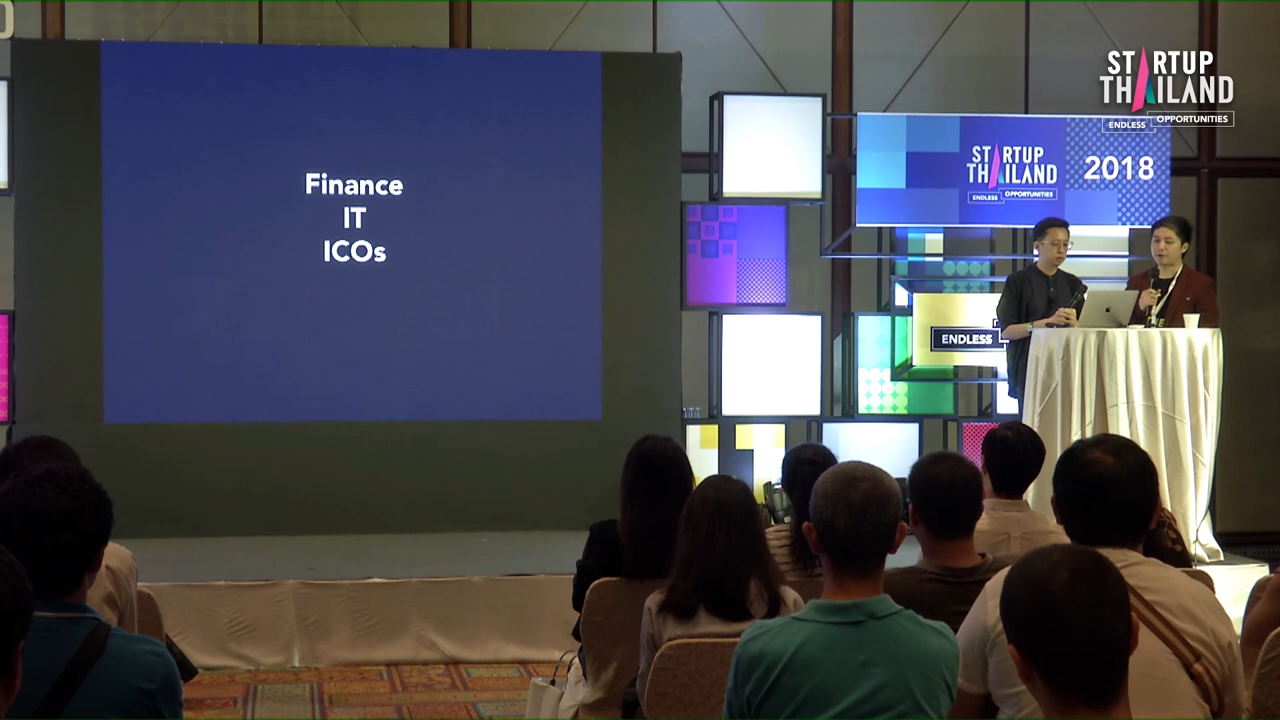 Finance
IT
ICOs
STARTUP
THAILAND
ENDLESS
OPPORTUNITIES
STARTUP
THAILAND
ENDLESS
OPPORTUNITIES
2018
ENDLESS